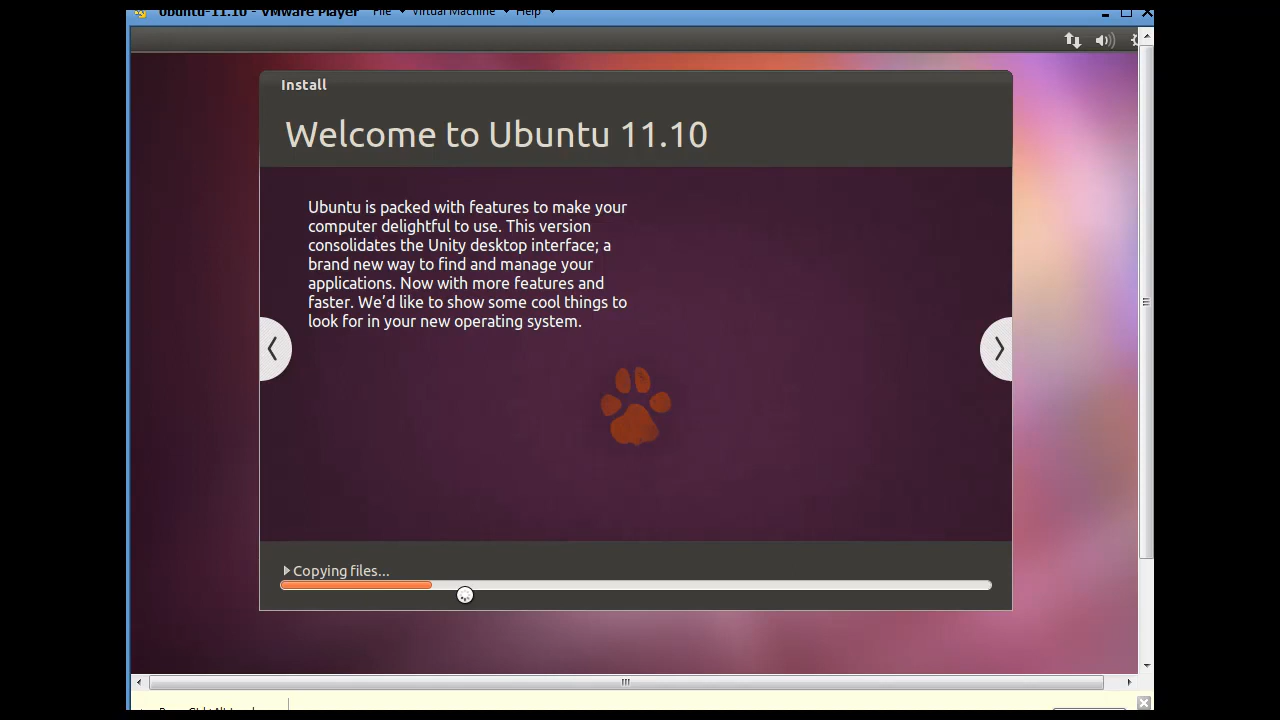 Ubuntu-11.10 - VMware Player File Virtual Machine Help
Install
Welcome to Ubuntu 11.10
Ubuntu is packed with features to make your
computer delightful to use. This version
consolidates the Unity desktop interface; a
brand new way to find and manage your
applications. Now with more features and
faster. We'd like to show some cool things to
look for in your new operating system.
Copying files...